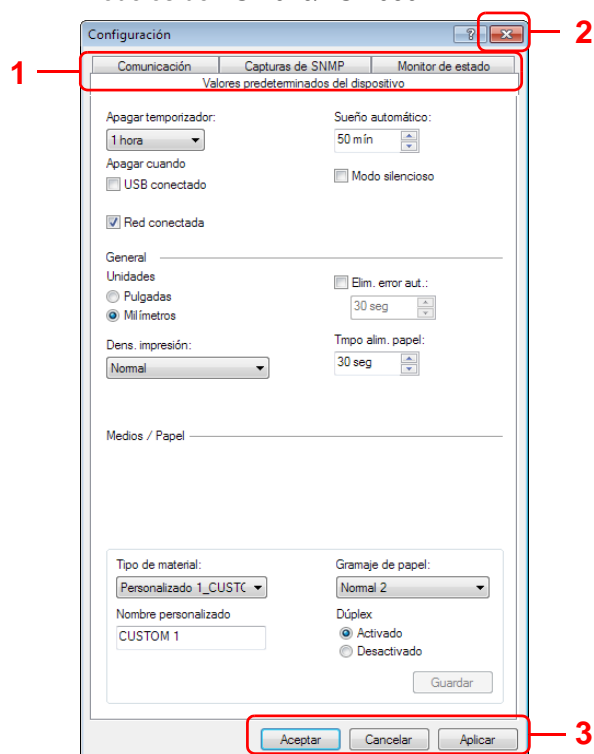 Configuración
2
1
Comunicación Capturas de SNMP Monitor de estado
Valores predeterminados del dispositivo
Apagar temporizador: Sueño automático:
1 hora 50 mín
Apagar cuando
USB conectado Modo silencioso
Red conectada
General
Unidades Elim. error aut.:
Pulgadas 30 seg
Milímetros
Dens. impresión: Tmpo alim. papel:
Normal 30 seg
Medios / Papel
Tipo de material: Gramaje de papel:
Personalizado 1_CUSTC Normal 2
Nombre personalizado Dúplex
CUSTOM 1 Activado
Desactivado
Guardar
Aceptar Cancelar Aplicar
3